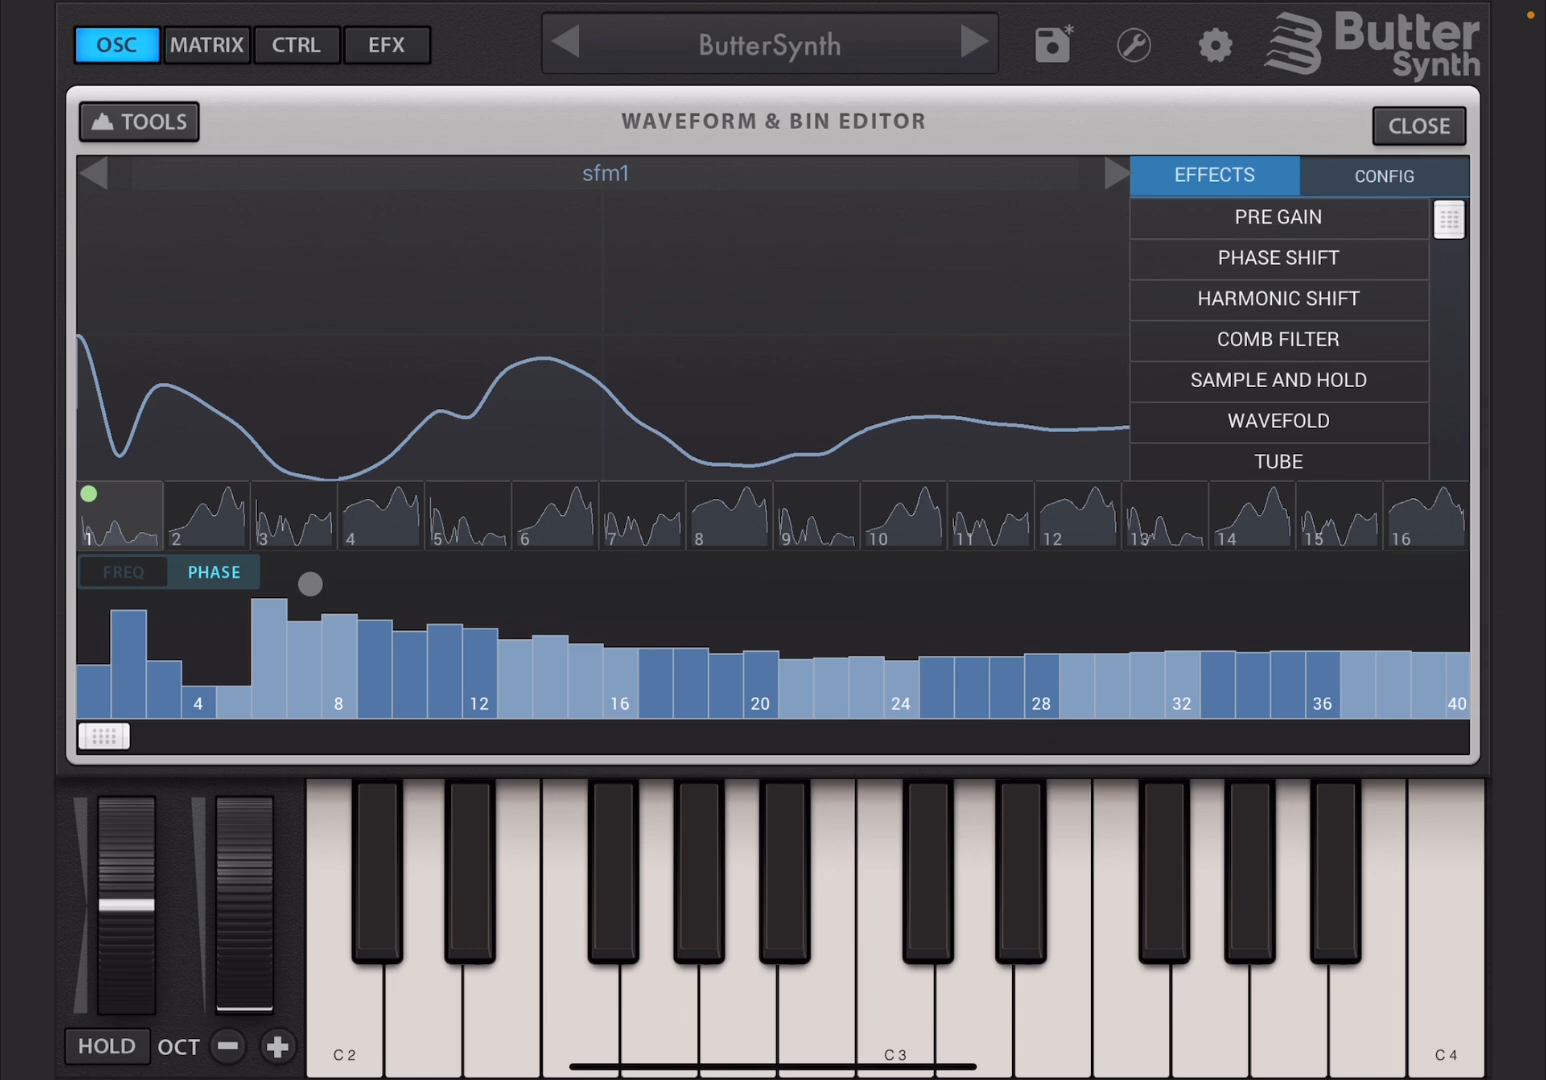 OSC MATRIX CTRL EFX
ButterSynth
*
Butter
Synth
TOOLS
WAVEFORM & BIN EDITOR
CLOSE
sfm1
EFFECTS CONFIG
PRE GAIN
PHASE SHIFT
HARMONIC SHIFT
COMB FILTER
SAMPLE AND HOLD
WAVEFOLD
TUBE
1 2 3 4 5 6 7 8 9 10 11 12 13 14 15 16
FREQ PHASE
4 8 12 16 20 24 28 32 36 40
HOLD OCT − +
C 2 C 3 C 4